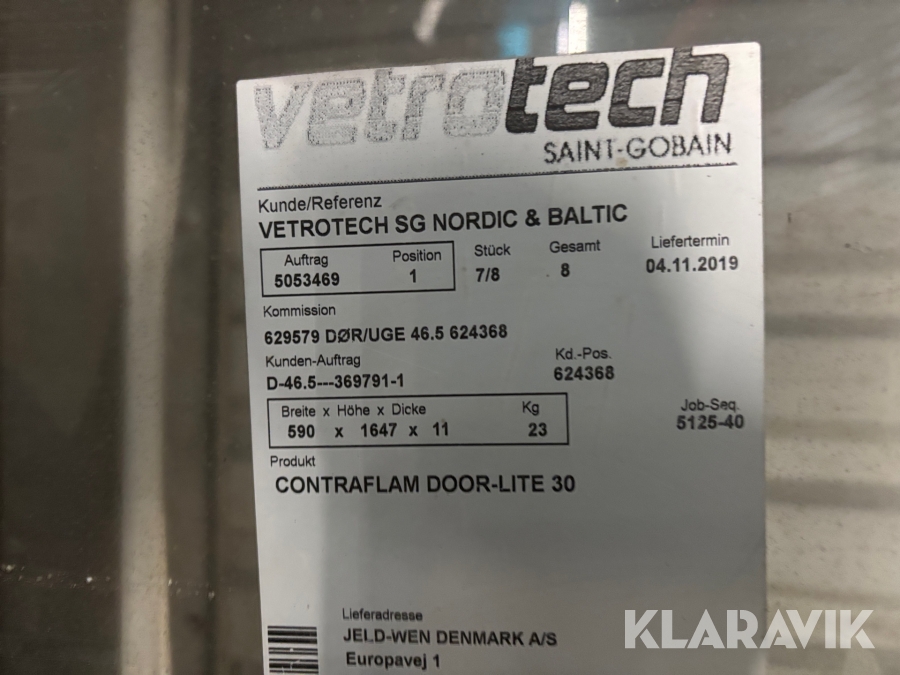 vetrotech
SAINT-GOBAIN
Kunde/Referenz
VETROTECH SG NORDIC & BALTIC
Auftrag Position Stück Gesamt Liefertermin
5053469 1 7/8 8 04.11.2019
Kommission
629579 DØR/UGE 46.5 624368
Kunden-Auftrag Kd.-Pos.
D-46.5---369791-1 624368
Breite x Höhe x Dicke Kg Job-Seq.
590 x 1647 x 11 23 5125-40
Produkt
CONTRAFLAM DOOR-LITE 30
Lieferadresse
JELD-WEN DENMARK A/S
Europavej 1
KLARAVIK